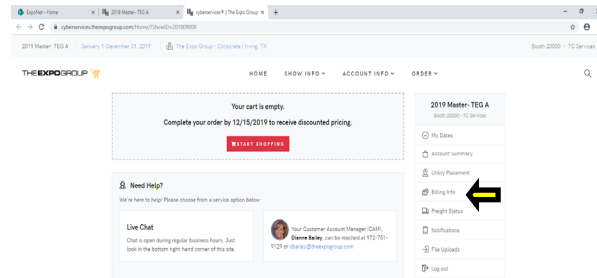 ExpoNet - Home
2019 Master- TEG A
cyberservices | The Expo Group
cyberservices.theexpogroup.com/Home/?ShowID=201909000
2019 Master- TEG A
January 1 - December 31, 2019
The Expo Group - Corporate | Irving, TX
Booth 20000 - TC Services
THEEXPOGROUP
HOME
SHOW INFO
ACCOUNT INFO
ORDER
Your cart is empty.
Complete your order by 12/15/2019 to receive discounted pricing.
START SHOPPING
2019 Master- TEG A
Booth 20000- TC Services
My Dates
Account Summary
Utility Placement
Billing Info
Freight Status
Notifications
File Uploads
Log out
Need Help?
We're here to help! Please choose from a service option below:
Live Chat
Chat is open during regular business hours. Just
look in the bottom right hand corner of this site.
Your Customer Account Manager (CAM),
Dianne Bailey, can be reached at 972-751-
9129 or dbailey@theexpogroup.com